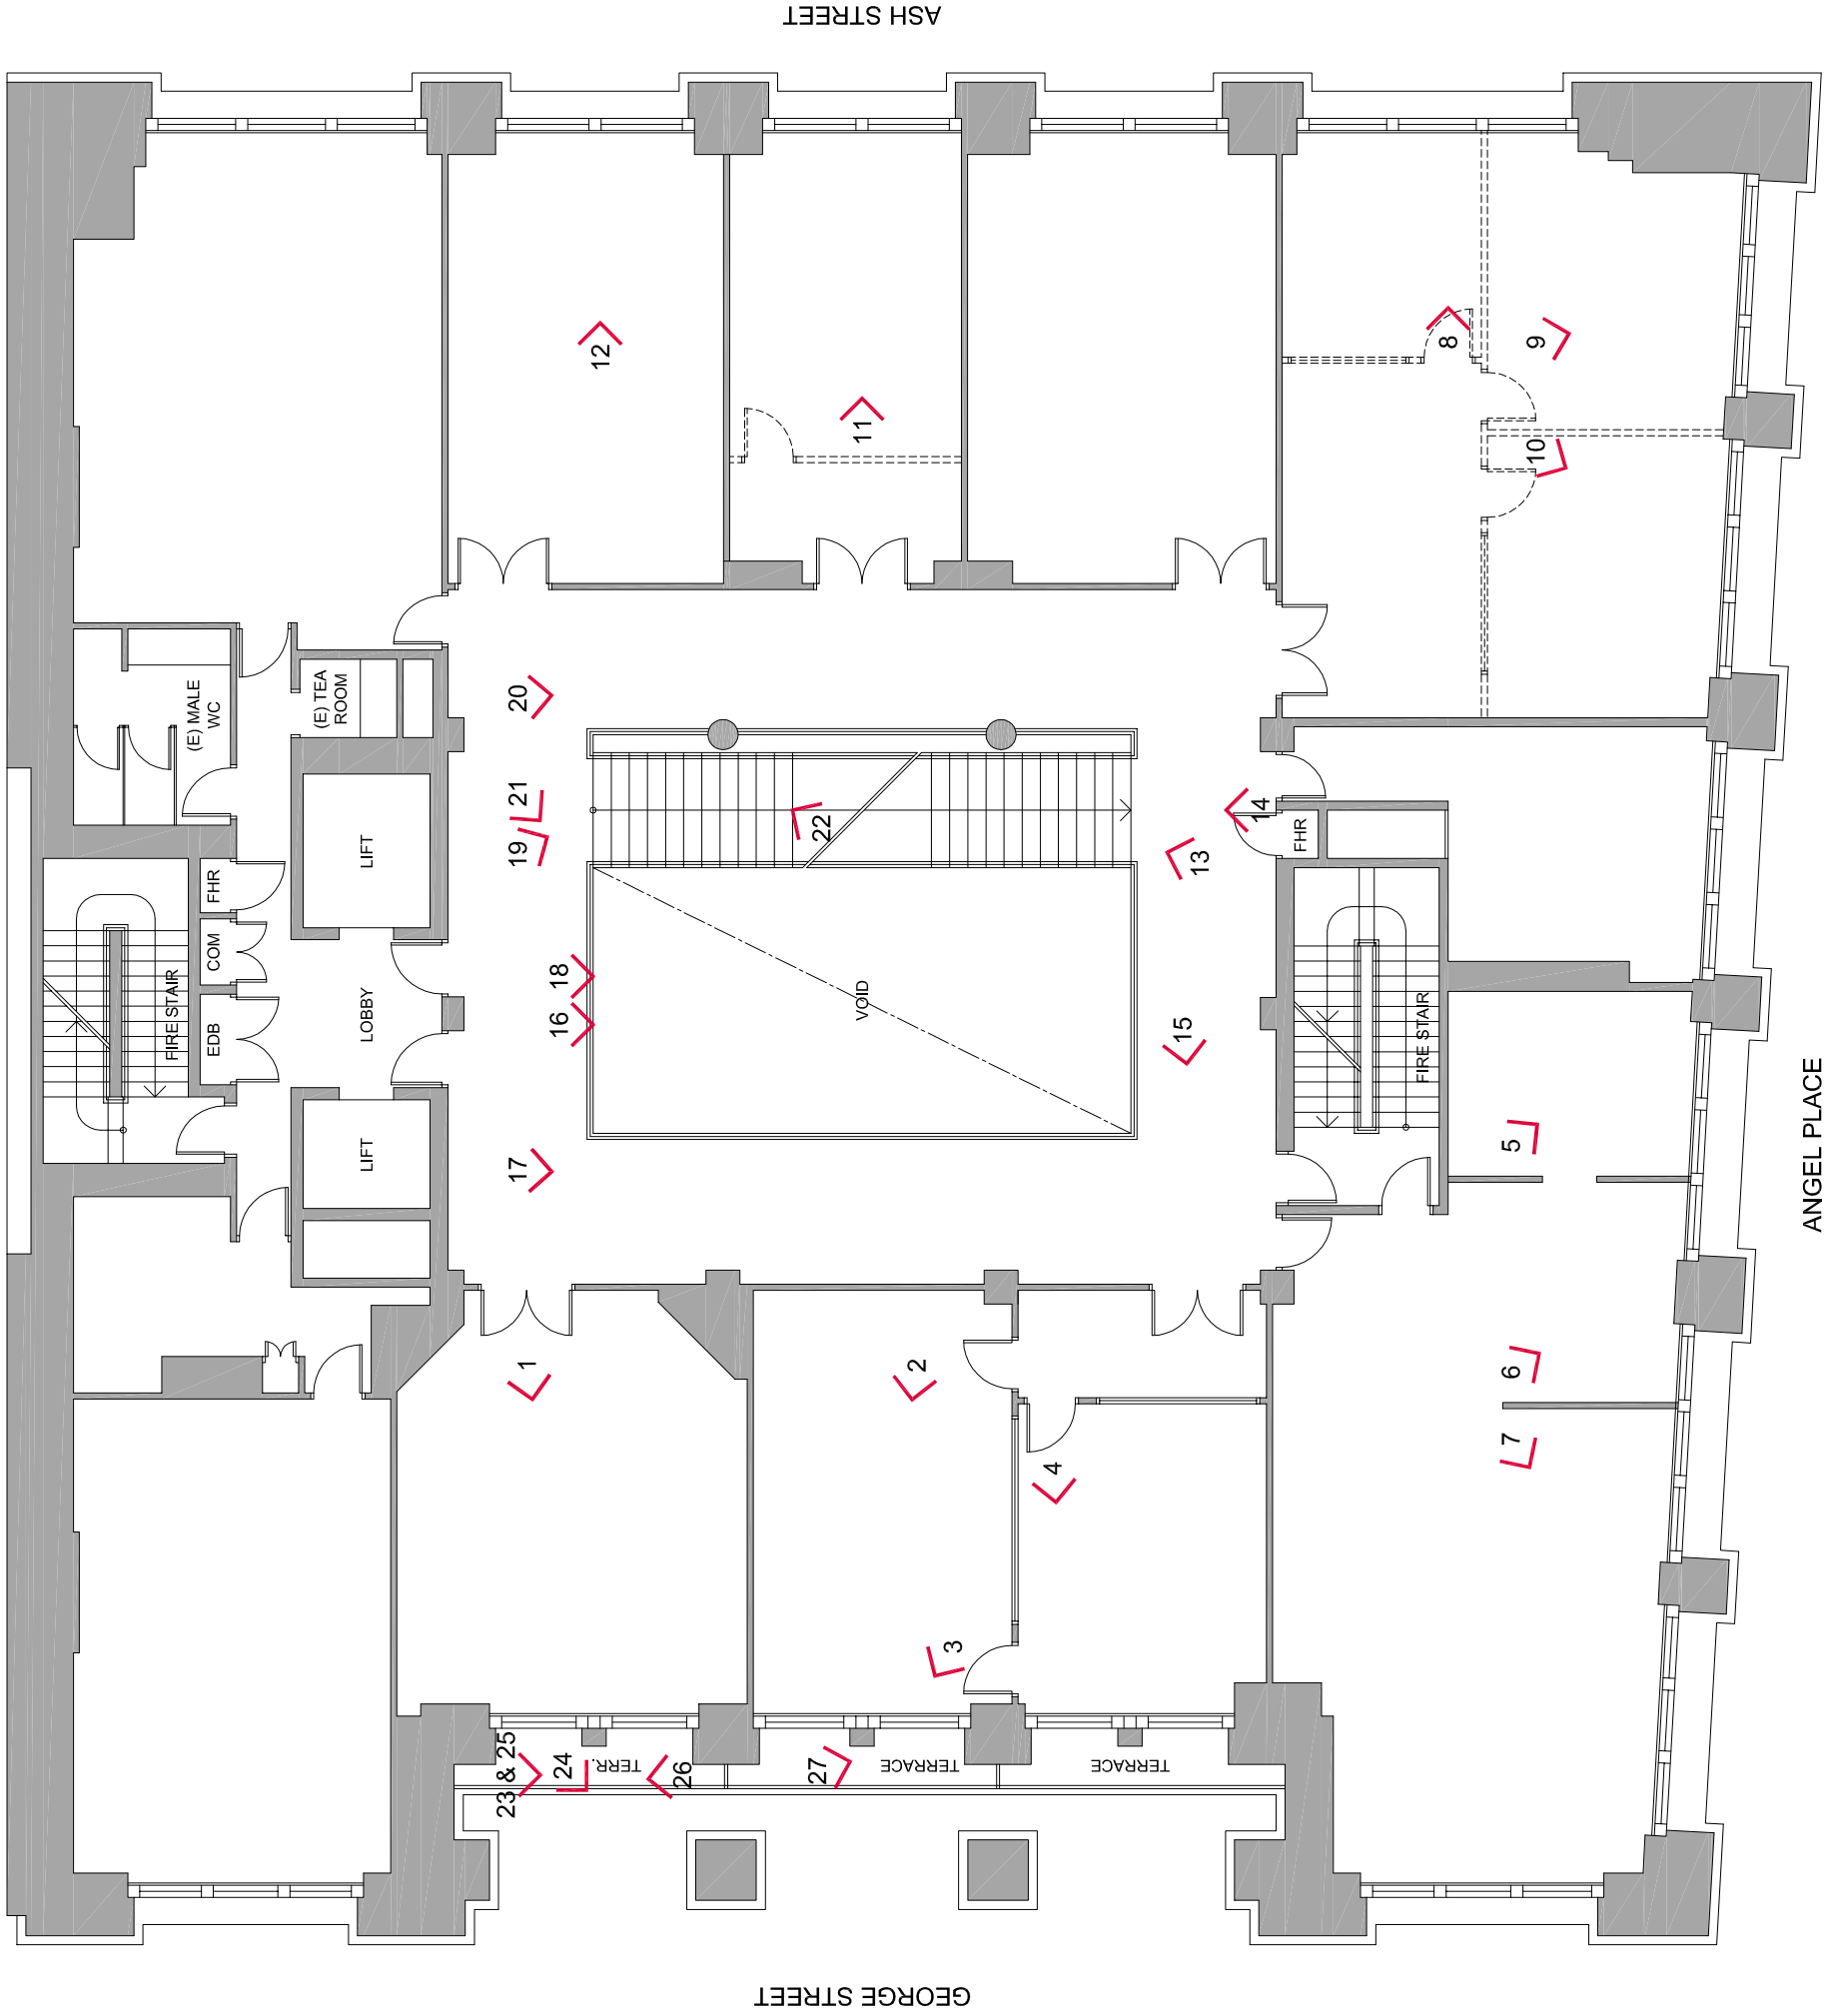 ASH STREET
12
8
9
11
10
(E) MALE
WC
(E) TEA
ROOM
20
21
19
22
14
13
FHR
LIFT
FHR
COM
EDB
FIRE STAIR
LOBBY
18
16
VOID
15
FIRE STAIR
LIFT
17
5
ANGEL PLACE
1
2
6
7
4
3
23 & 25
24
TERR.
26
27
TERRACE
TERRACE
GEORGE STREET